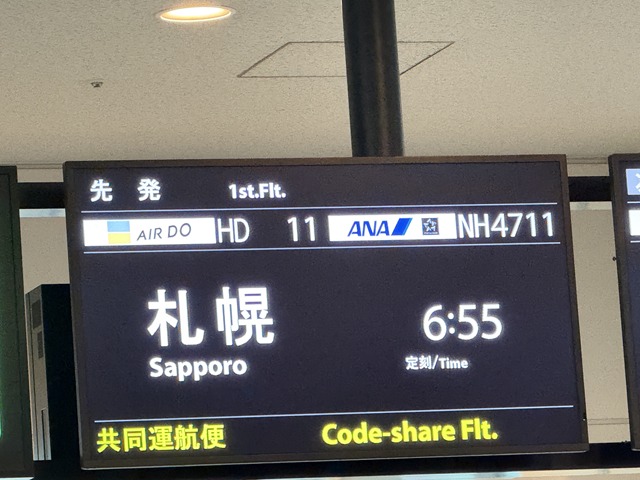 先 発 1st.Flt.
AIR DO HD 11 ANA NH4711
札幌 6:55
Sapporo 定刻/Time
共同運航便 Code-share Flt.